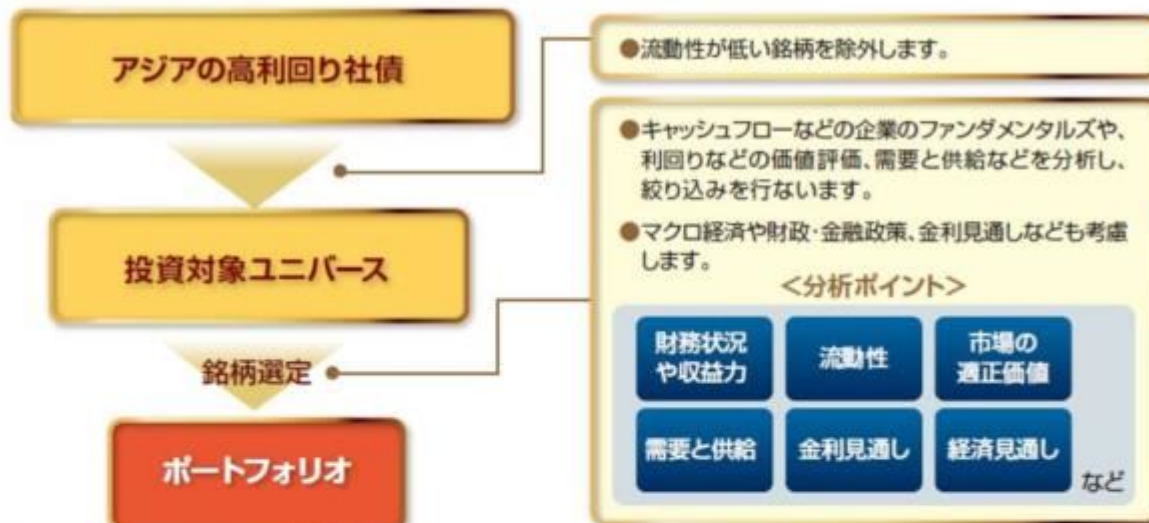 アジアの高利回り社債
●流動性が低い銘柄を除外します。
投資対象ユニバース
銘柄選定
ポートフォリオ
●キャッシュフローなどの企業のファンダメンタルズや、
利回りなどの価値評価、需要と供給などを分析し、
絞り込みを行ないます。
●マクロ経済や財政・金融政策、金利見通しなども考慮
します。
＜分析ポイント＞
財務状況
や収益力
流動性
市場の
適正価値
需要と供給
金利見通し
経済見通し
など